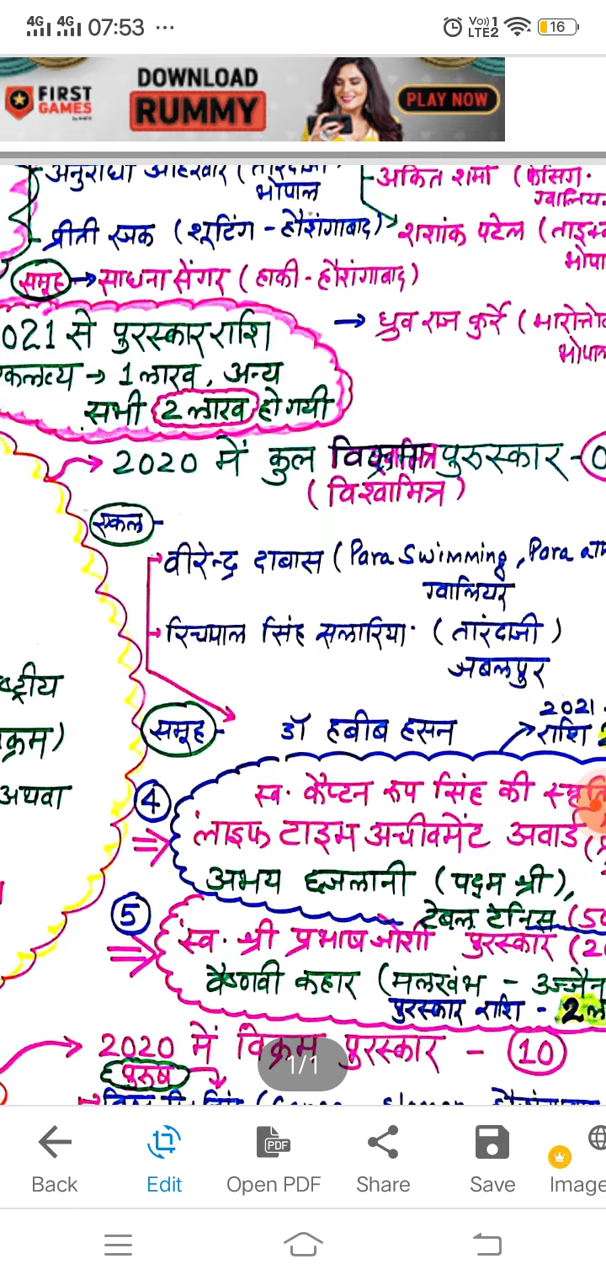 4G 4G 07:53 ... Vo)) 1 LTE2 16
FIRST GAMES
DOWNLOAD
RUMMY
PLAY NOW
भोपाल
अंकित शर्मा (
ग्वालियर
प्रीती रजक (शूटिंग - होशंगाबाद)
शशांक पटेल (
समूह → साधना सेंगर (हाकी - होशंगाबाद)
021 से पुरस्कार राशि
→ ध्रुव राज कुर्रे (
कलव्य → 1 लाख, अन्य
सभी 2 लाख हो गयी
→ 2020 में कुल विश्वामित्र पुरुस्कार -
(विश्वामित्र)
एकल -
वीरेन्द्र दाबास (Para Swimming, Para
ग्वालियर
रिचपाल सिंह सलारिया. (तांरदाजी)
जबलपुर
ष्ट्रीय
2021
समूह - डॉ हबीब हसन
राशि
क्रम)
अथवा
④ स्व. कैप्टन रूप सिंह की
लाइफ टाइम अचीवमेंट अवार्ड
अभय छजलानी (पद्म श्री),
टेबल टेनिस
⑤ स्व. श्री प्रभाष जोशी पुरस्कार
वैष्णवी कहार (मलखंभ - उज्जैन
पुरस्कार राशि - 2
→ 2020 में विक्रम पुरस्कार - 10
1/1
पुरुष
Back
Edit
Open PDF
Share
Save
Image